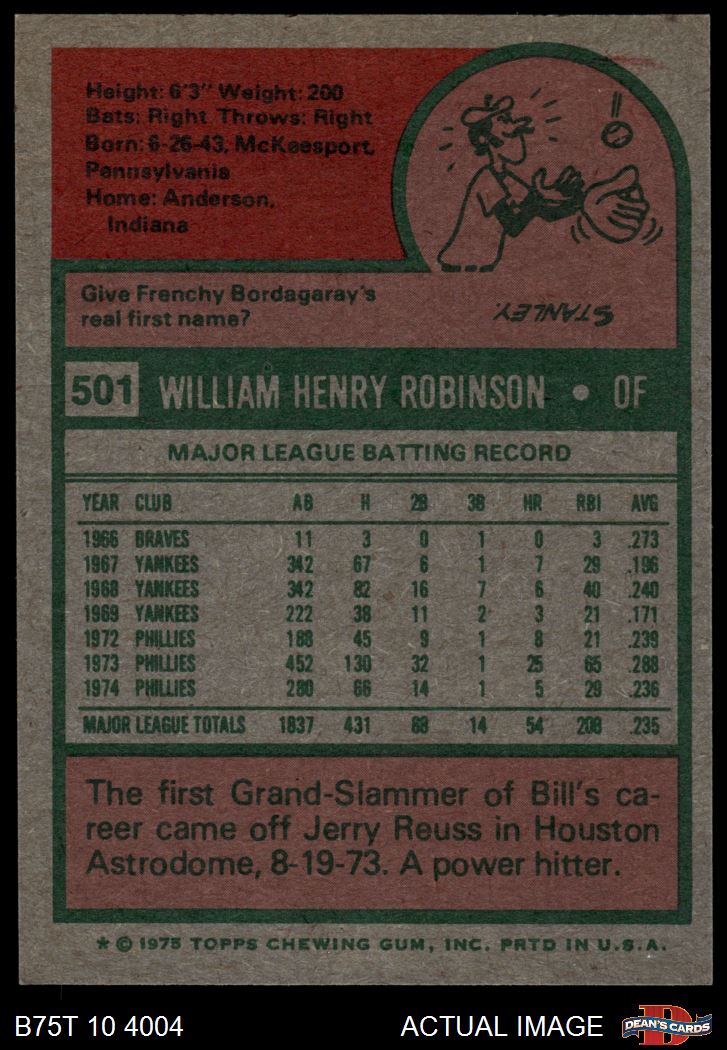 Height: 6'3" Weight: 200
Bats: Right Throws: Right
Born: 6-26-43, McKeesport,
Pennsylvania
Home: Anderson,
Indiana
Give Frenchy Bordagaray's
real first name?
STANLEY.
501 WILLIAM HENRY ROBINSON • OF
MAJOR LEAGUE BATTING RECORD
YEAR CLUB AB H 2B 3B HR RBI AVG
1966 BRAVES 11 3 0 1 0 3 .273
1967 YANKEES 342 67 6 1 7 29 .196
1968 YANKEES 342 82 16 7 6 40 .240
1969 YANKEES 222 38 11 2 3 21 .171
1972 PHILLIES 188 45 9 1 8 21 .239
1973 PHILLIES 452 130 32 1 25 65 .288
1974 PHILLIES 280 66 14 1 5 29 .236
MAJOR LEAGUE TOTALS 1837 431 88 14 54 208 .235
The first Grand-Slammer of Bill's ca-
reer came off Jerry Reuss in Houston
Astrodome, 8-19-73. A power hitter.
* © 1975 TOPPS CHEWING GUM, INC. PRTD IN U.S.A.
B75T 10 4004 ACTUAL IMAGE D DEAN'S CARDS